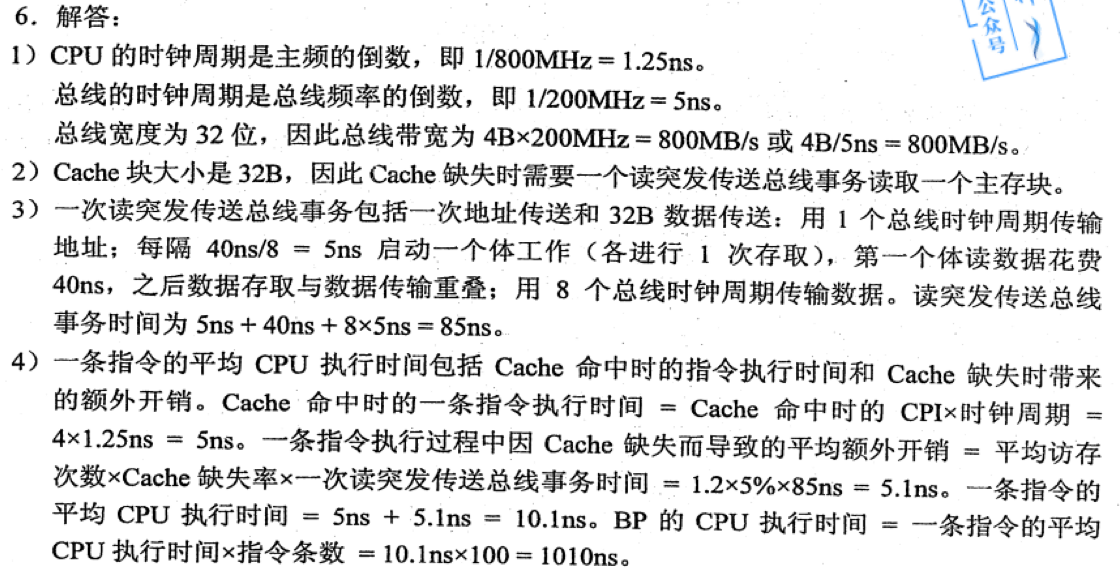 6．解答：
1）CPU 的时钟周期是主频的倒数，即 1/800MHz = 1.25ns。
总线的时钟周期是总线频率的倒数，即 1/200MHz = 5ns。
总线宽度为 32 位，因此总线带宽为 4B×200MHz = 800MB/s 或 4B/5ns = 800MB/s。
2）Cache 块大小是 32B，因此 Cache 缺失时需要一个读突发传送总线事务读取一个主存块。
3）一次读突发传送总线事务包括一次地址传送和 32B 数据传送：用 1 个总线时钟周期传输
地址；每隔 40ns/8 = 5ns 启动一个体工作（各进行 1 次存取），第一个体读数据花费
40ns，之后数据存取与数据传输重叠；用 8 个总线时钟周期传输数据。读突发传送总线
事务时间为 5ns + 40ns + 8×5ns = 85ns。
4）一条指令的平均 CPU 执行时间包括 Cache 命中时的指令执行时间和 Cache 缺失时带来
的额外开销。Cache 命中时的一条指令执行时间 = Cache 命中时的 CPI×时钟周期 =
4×1.25ns = 5ns。一条指令执行过程中因 Cache 缺失而导致的平均额外开销 = 平均访存
次数×Cache 缺失率×一次读突发传送总线事务时间 = 1.2×5%×85ns = 5.1ns。一条指令的
平均 CPU 执行时间 = 5ns + 5.1ns = 10.1ns。BP 的 CPU 执行时间 = 一条指令的平均
CPU 执行时间×指令条数 = 10.1ns×100 = 1010ns。
公众号